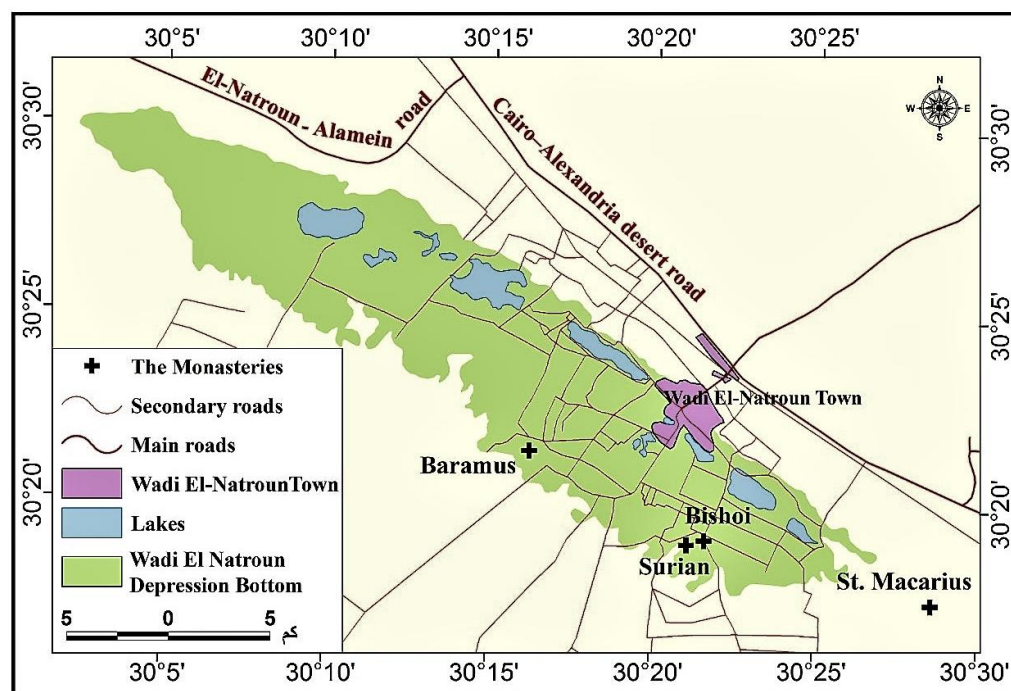 30°5' 30°10' 30°15' 30°20' 30°25'
30°30'
30°25'
30°20'
30°30'
30°25'
30°20'
N
W E
S
El-Natroun - Alamein road
Cairo-Alexandria desert road
Wadi El-Natroun Town
Baramus
Bishoi
Surian
St. Macarius
The Monasteries
Secondary roads
Main roads
Wadi El-NatrounTown
Lakes
Wadi El Natroun
Depression Bottom
5 0 5 كم
30°5' 30°10' 30°15' 30°20' 30°25' 30°30'